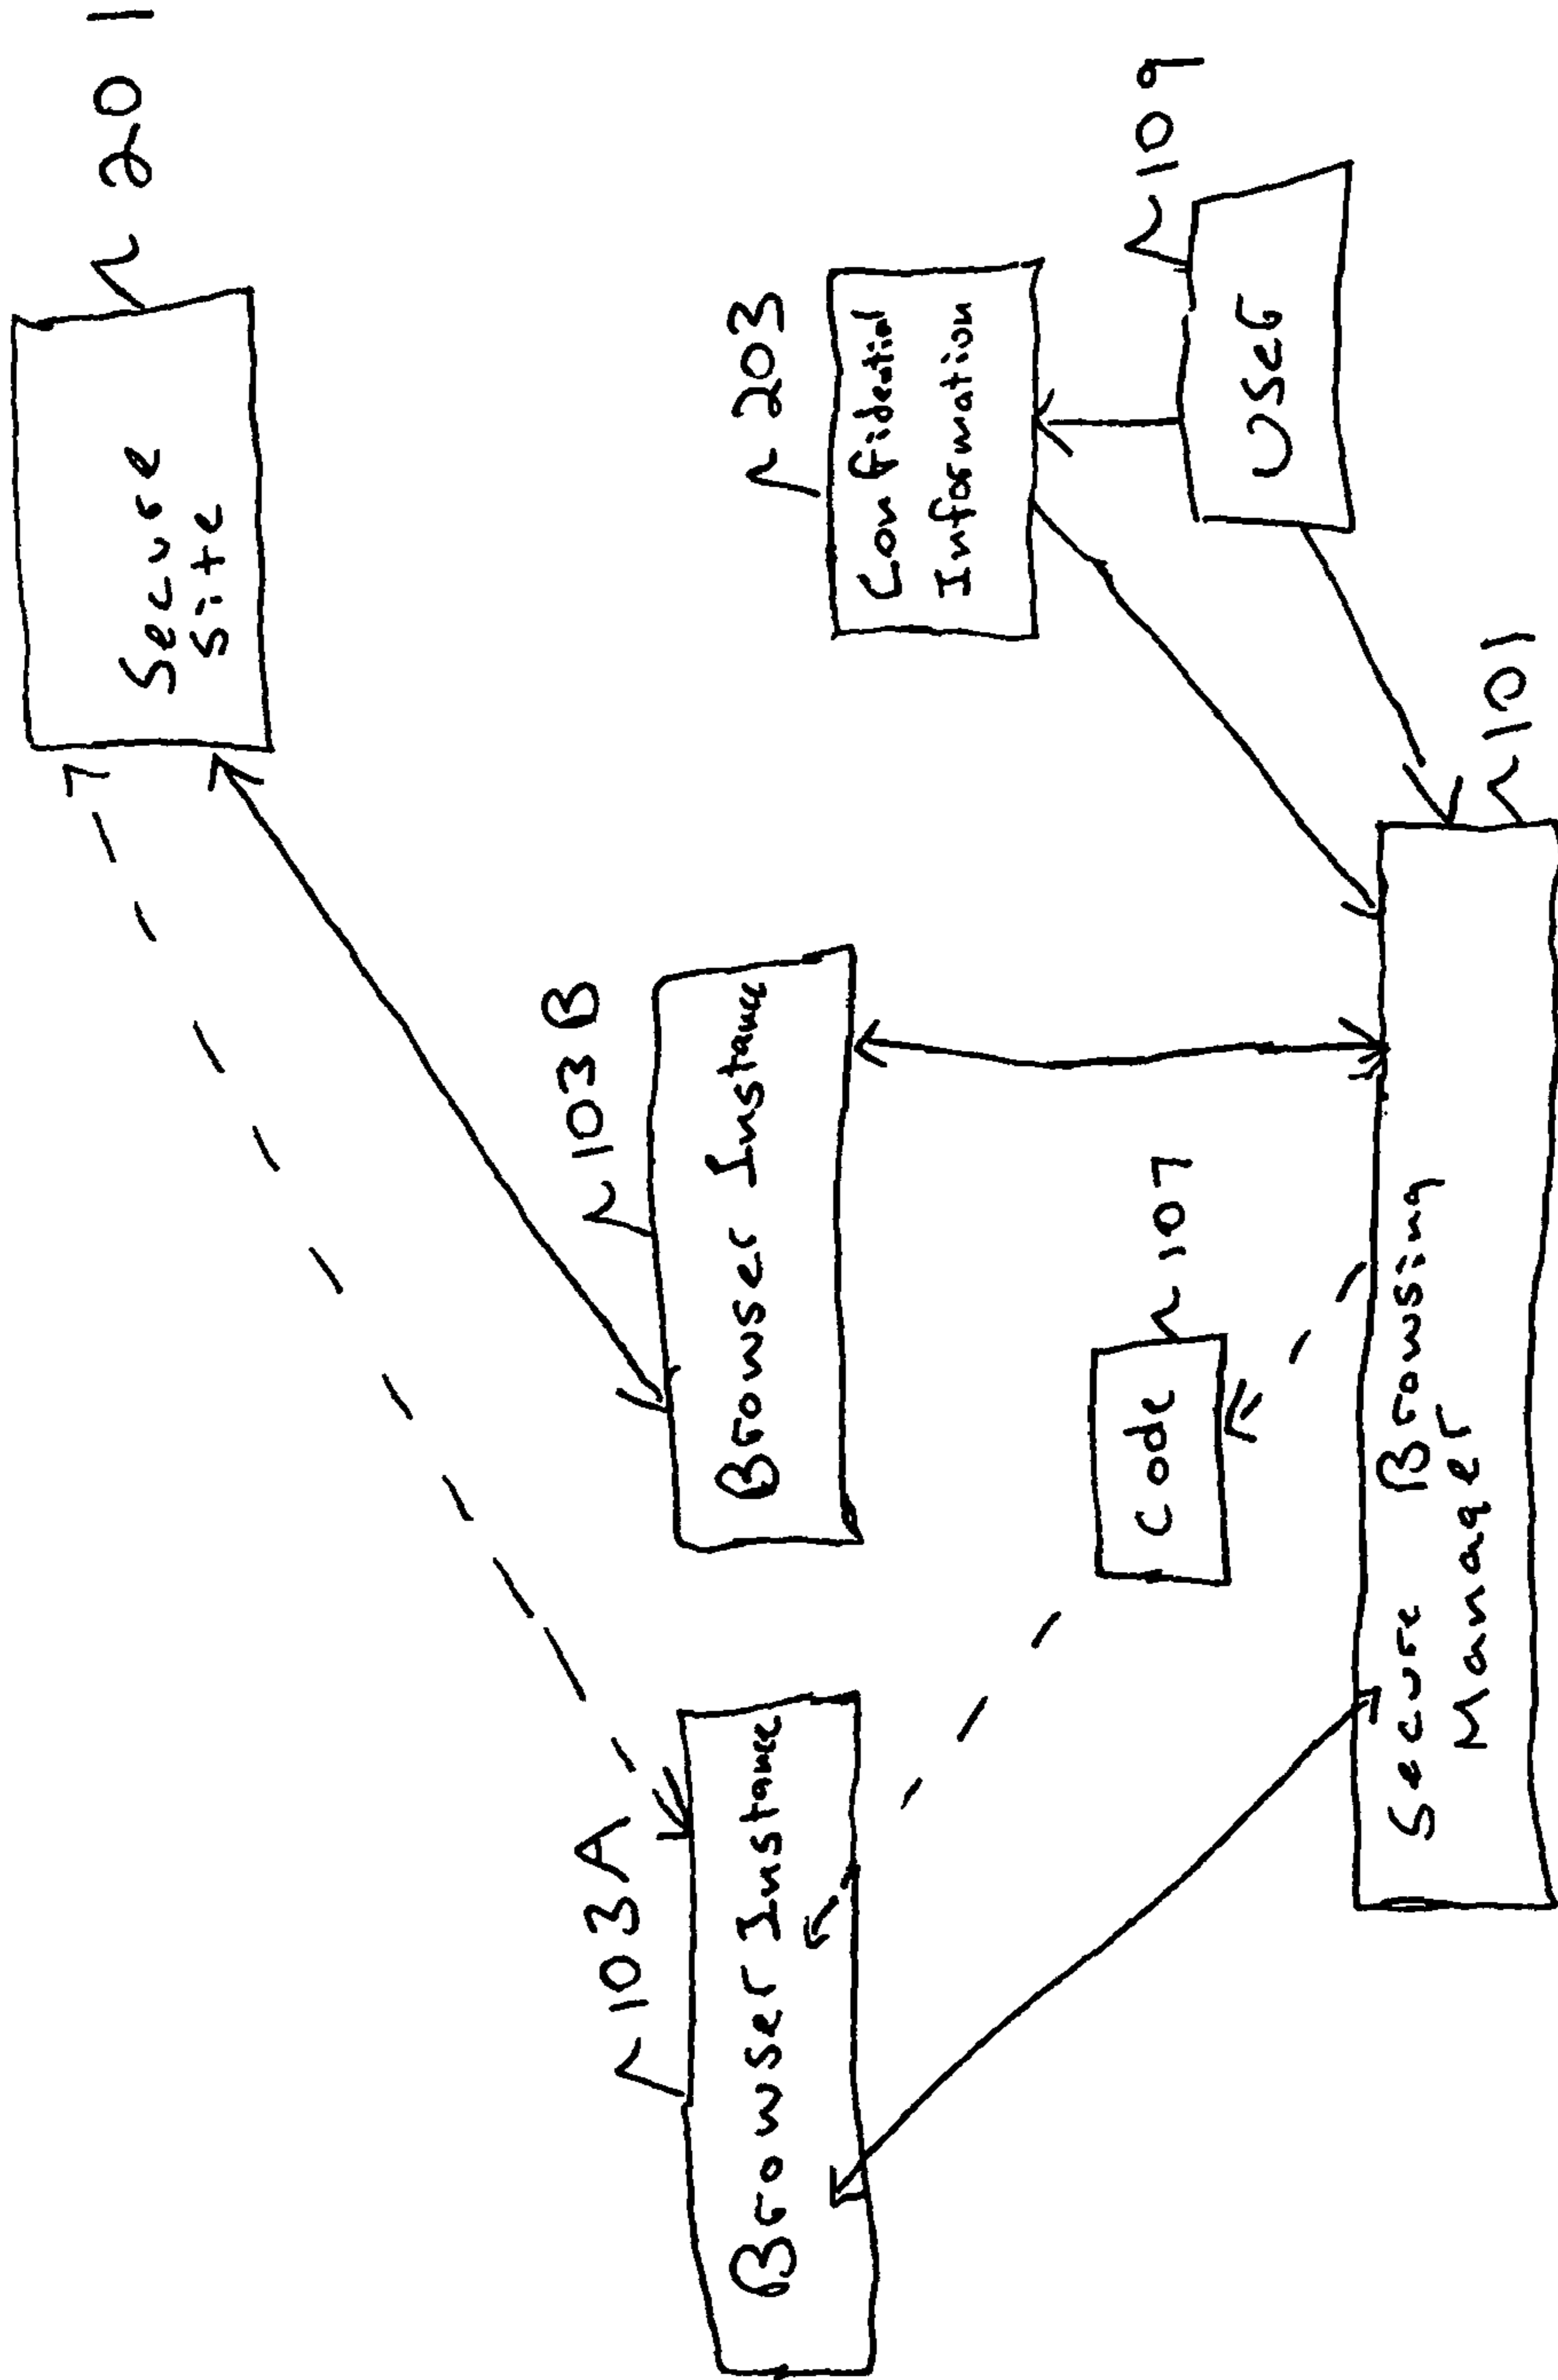 201
Secure
Site
103A
Browser Instance
103B
Browser Instance
203
Confidential
Information
Code
107
109
User
Secure Browsing
Manager
101